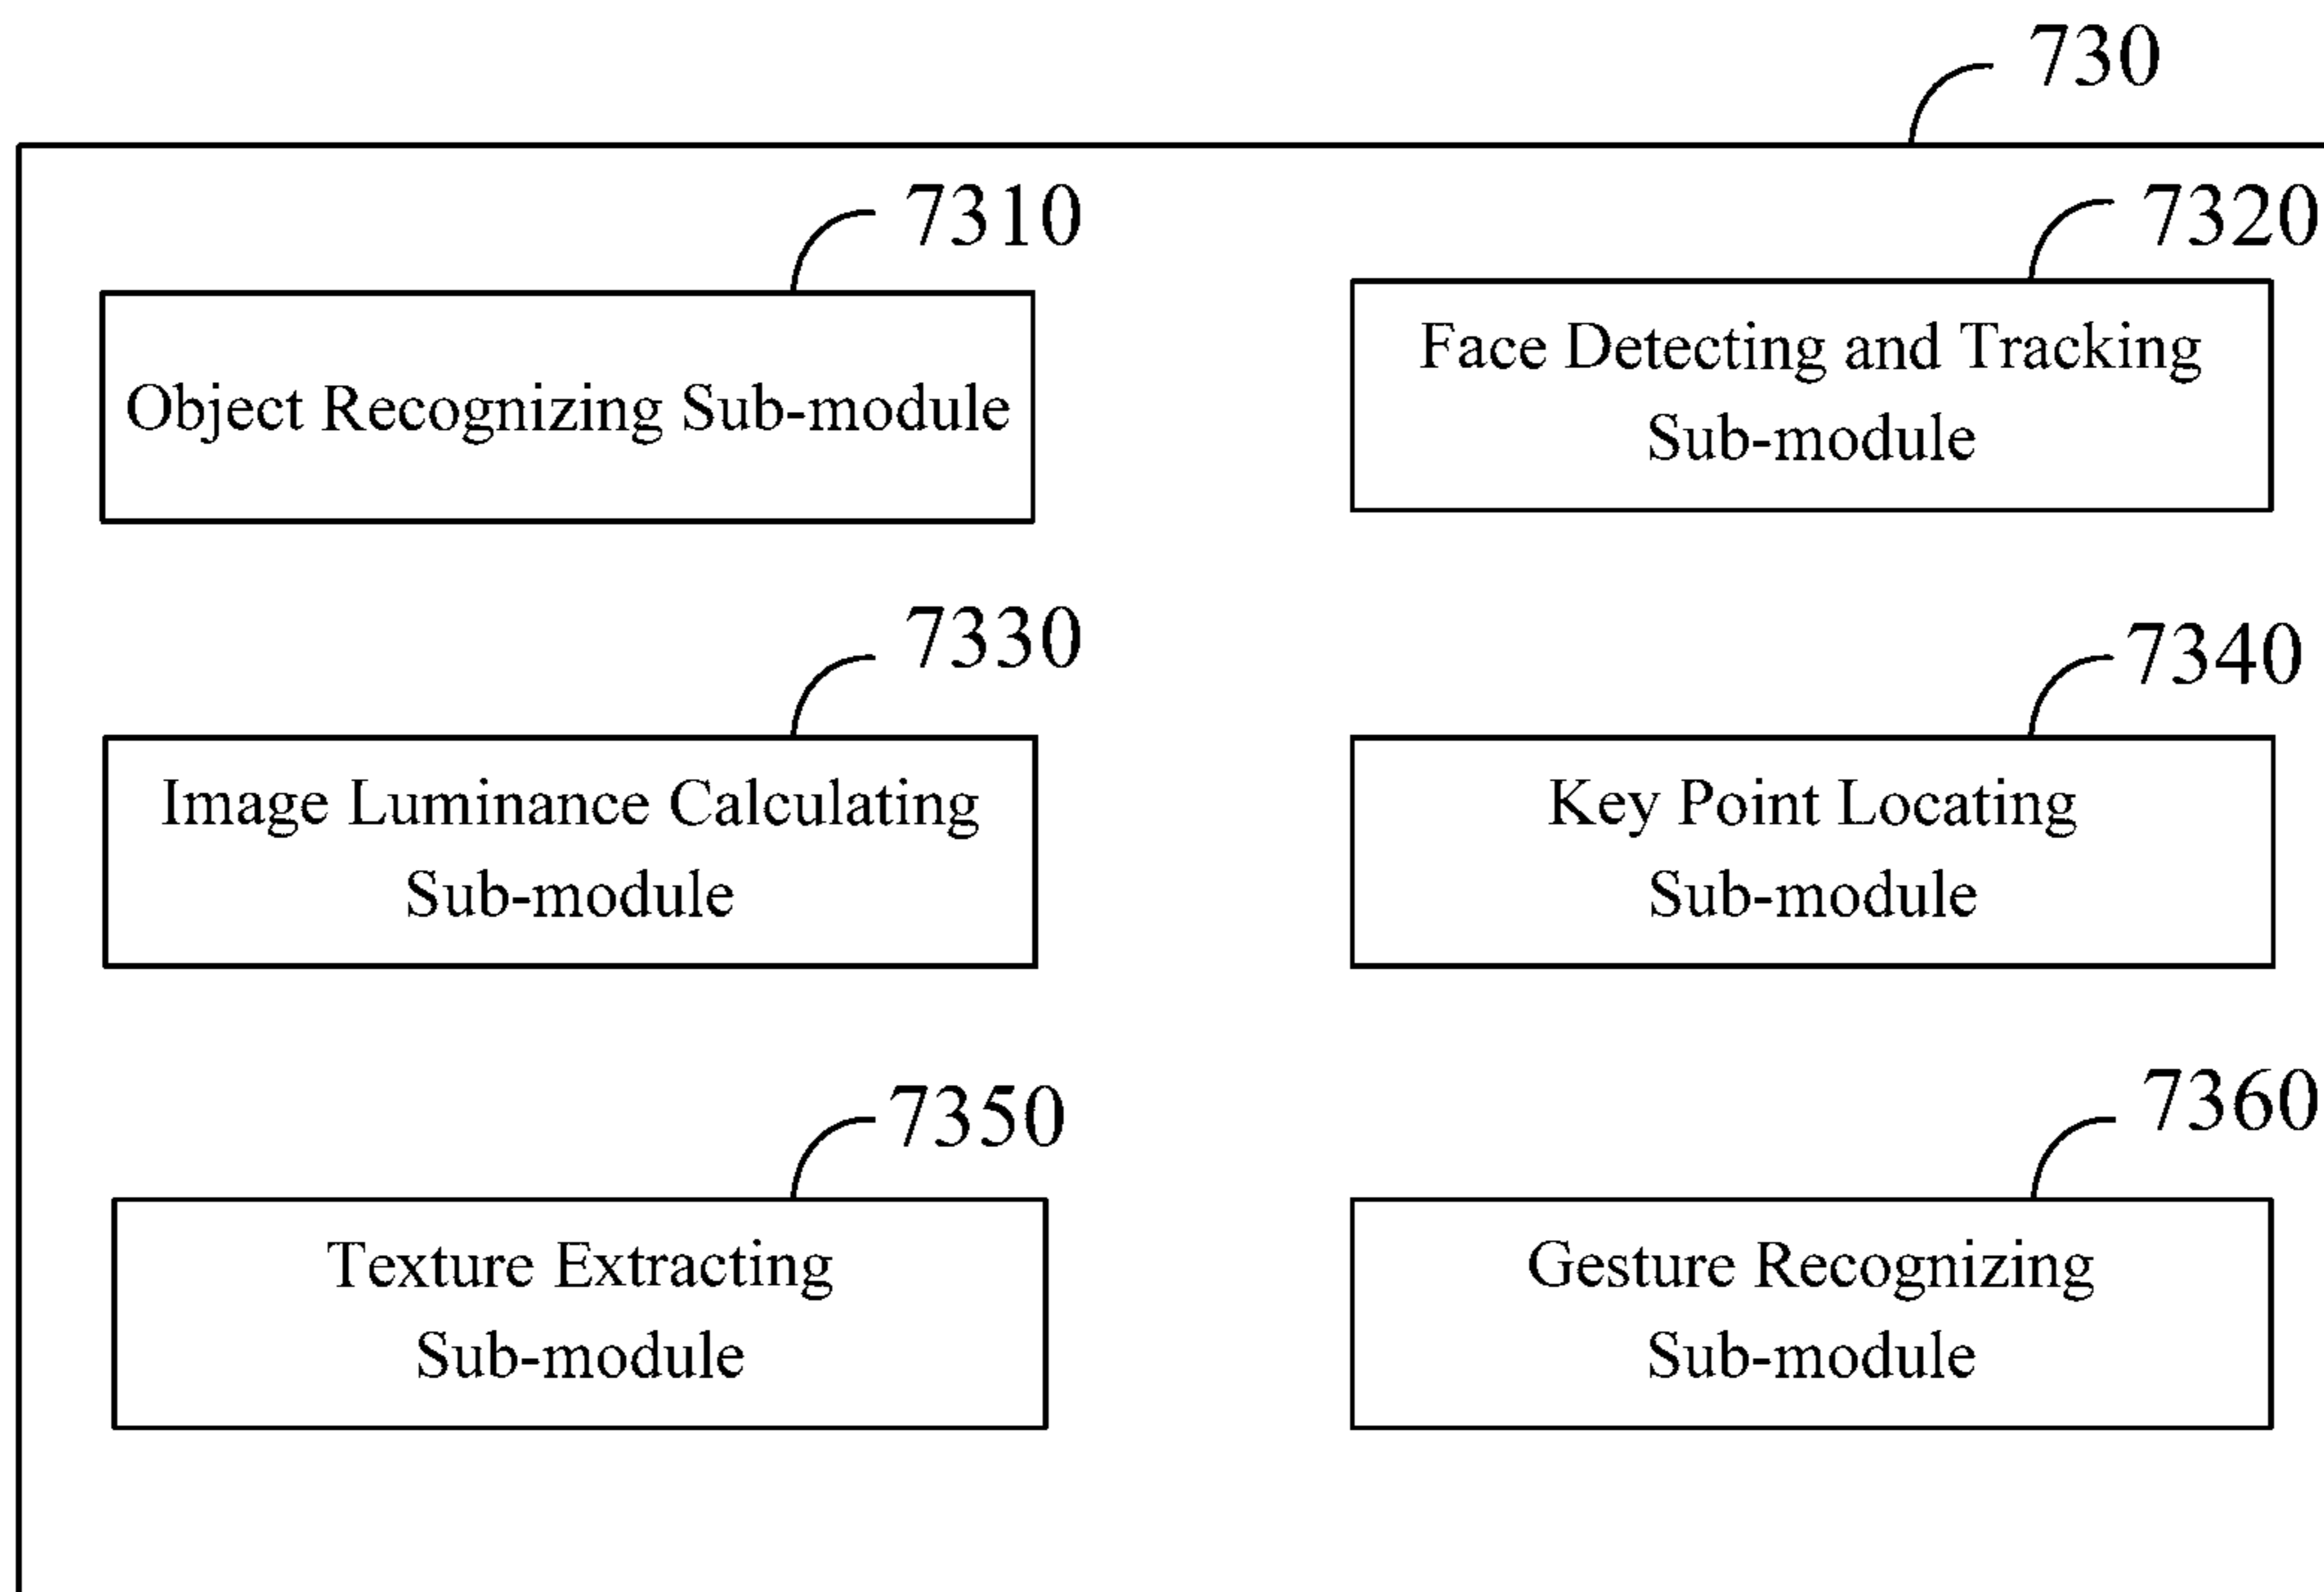 730
7310
Object Recognizing Sub-module
7320
Face Detecting and Tracking
Sub-module
7330
Image Luminance Calculating
Sub-module
7340
Key Point Locating
Sub-module
7350
Texture Extracting
Sub-module
7360
Gesture Recognizing
Sub-module